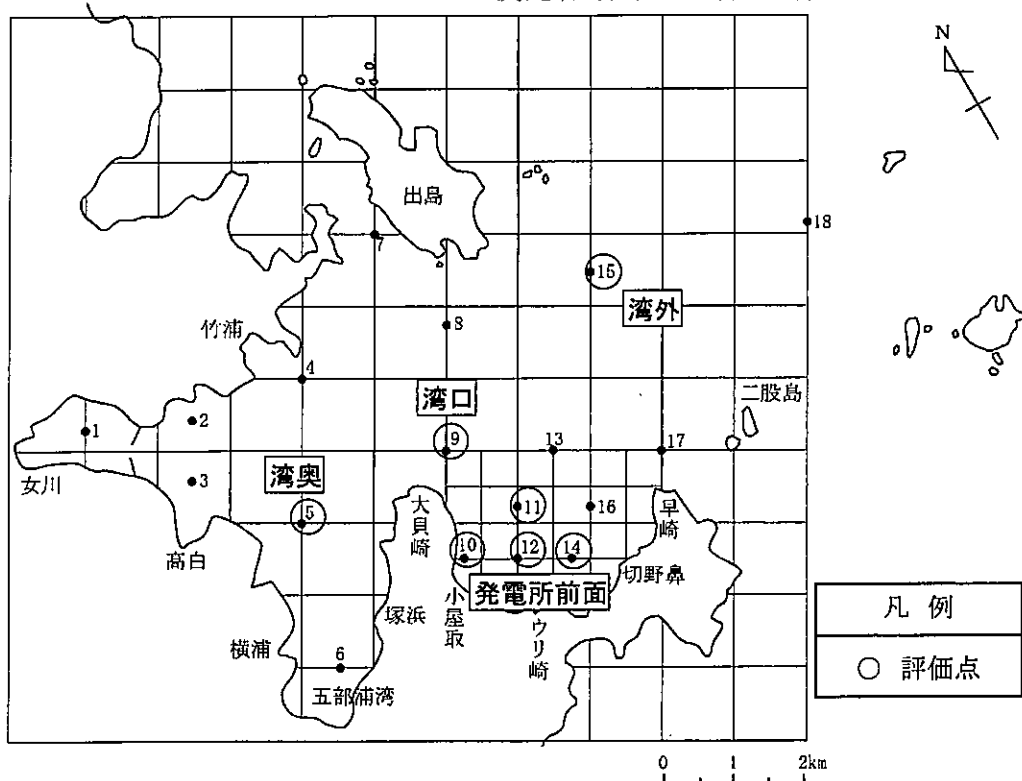 N
出島
7
18
15
湾外
8
竹浦
4
二股島
湾口
1
2
9
13
17
女川
3
湾奥
大貝崎
5
11
16
早崎
高白
10
12
14
切野鼻
発電所前面
小屋取
塚浜
ウリ崎
横浦
6
五部浦湾
凡例
○ 評価点
0 1 2km